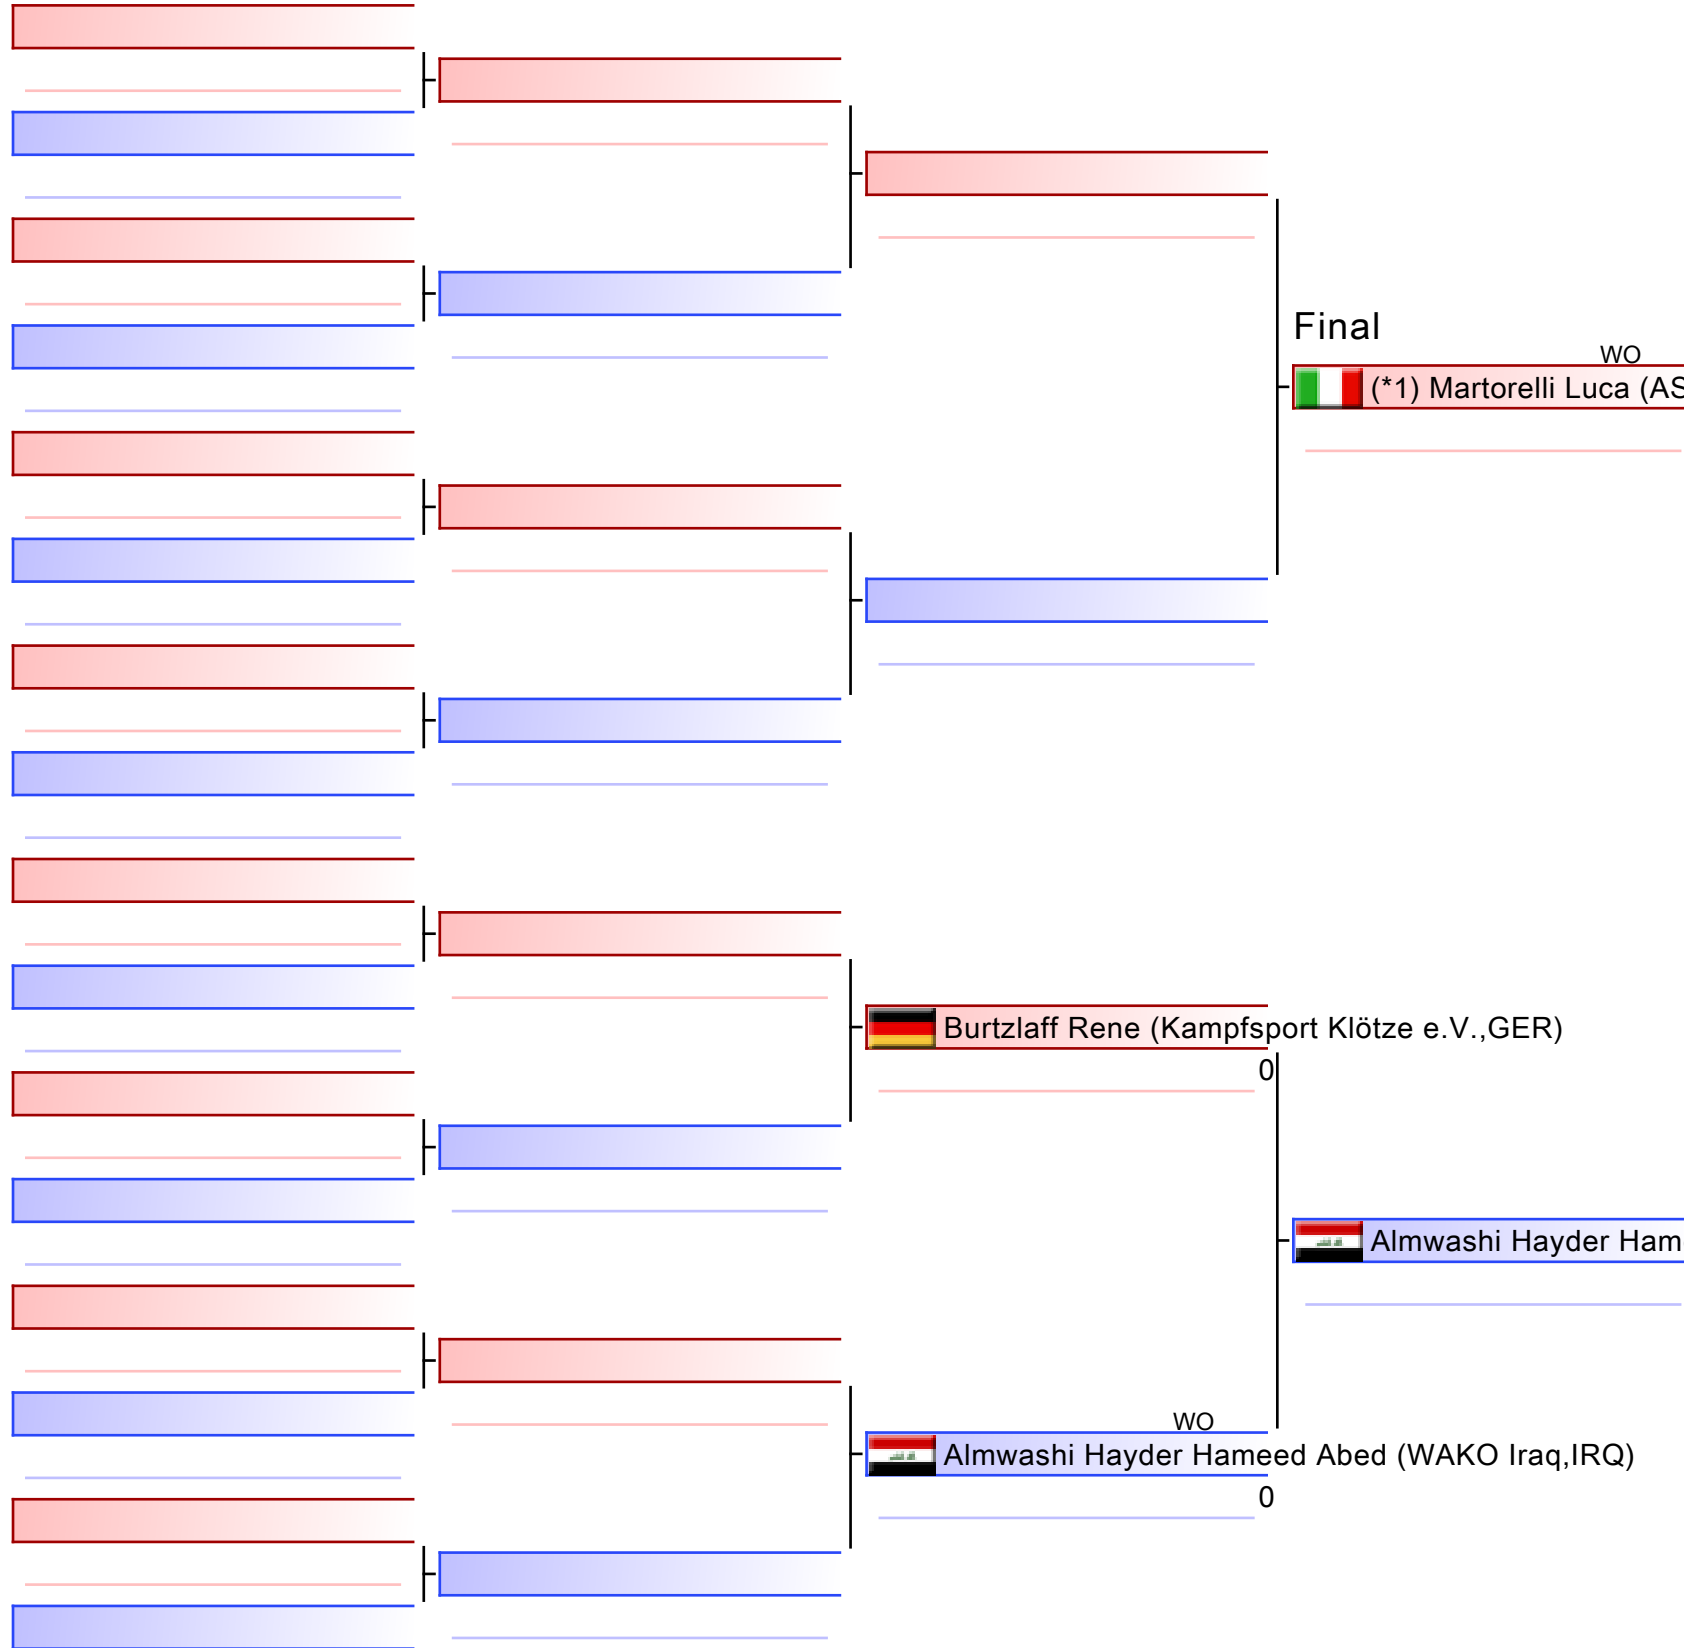 Final
WO
(*1) Martorelli Luca (AS
Burtzlaff Rene (Kampfsport Klötze e.V.,GER)
0
Almwashi Hayder Ham
WO
Almwashi Hayder Hameed Abed (WAKO Iraq,IRQ)
0